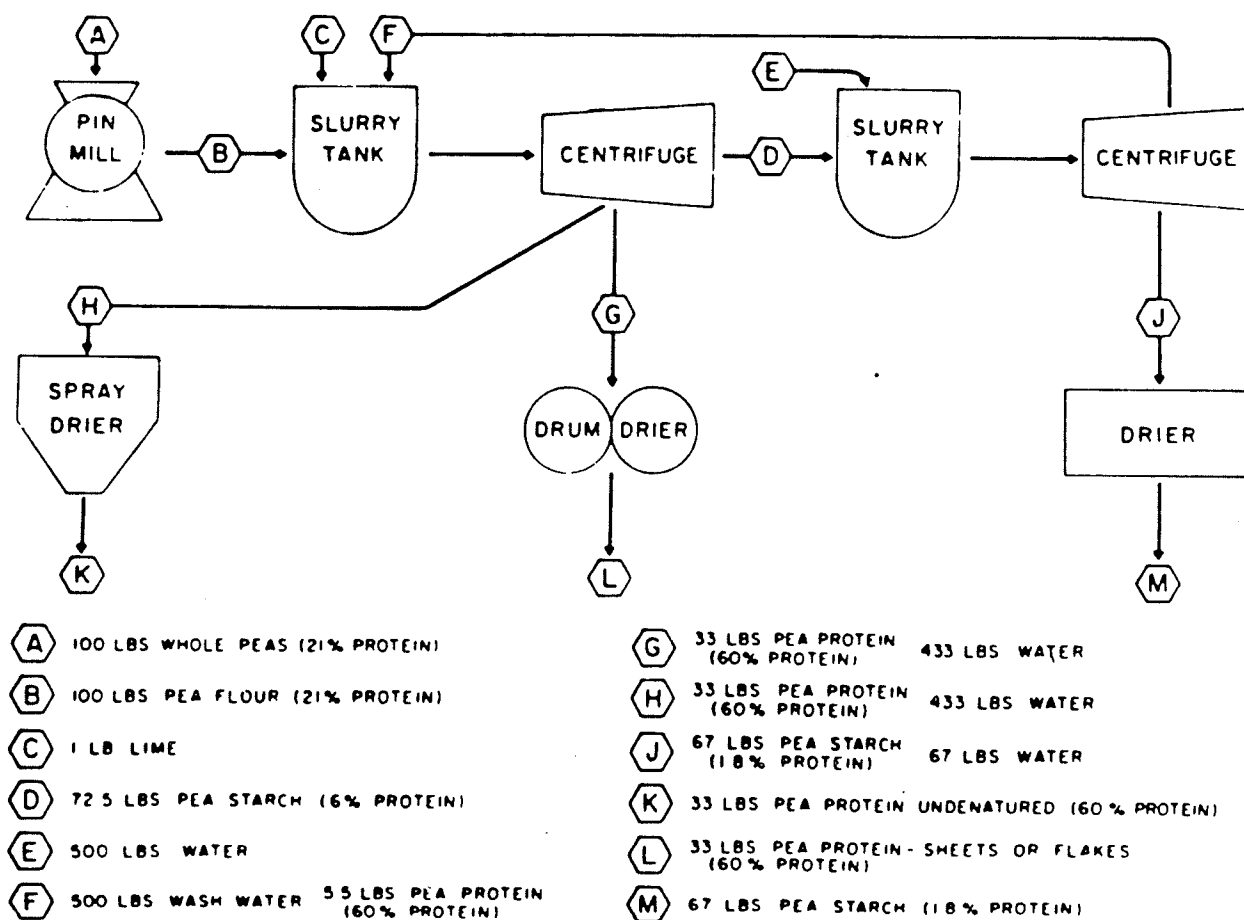 A
C
F
E
PIN
MILL
B
SLURRY
TANK
CENTRIFUGE
D
SLURRY
TANK
CENTRIFUGE
H
G
J
SPRAY
DRIER
DRUM DRIER
DRIER
K
L
M
A 100 LBS WHOLE PEAS (21% PROTEIN)
B 100 LBS PEA FLOUR (21% PROTEIN)
C 1 LB LIME
D 72.5 LBS PEA STARCH (6% PROTEIN)
E 500 LBS WATER
F 500 LBS WASH WATER 5.5 LBS PEA PROTEIN
(60% PROTEIN)
G 33 LBS PEA PROTEIN 433 LBS WATER
(60% PROTEIN)
H 33 LBS PEA PROTEIN 433 LBS WATER
(60% PROTEIN)
J 67 LBS PEA STARCH 67 LBS WATER
(1.8% PROTEIN)
K 33 LBS PEA PROTEIN UNDENATURED (60% PROTEIN)
L 33 LBS PEA PROTEIN - SHEETS OR FLAKES
(60% PROTEIN)
M 67 LBS PEA STARCH (1.8% PROTEIN)